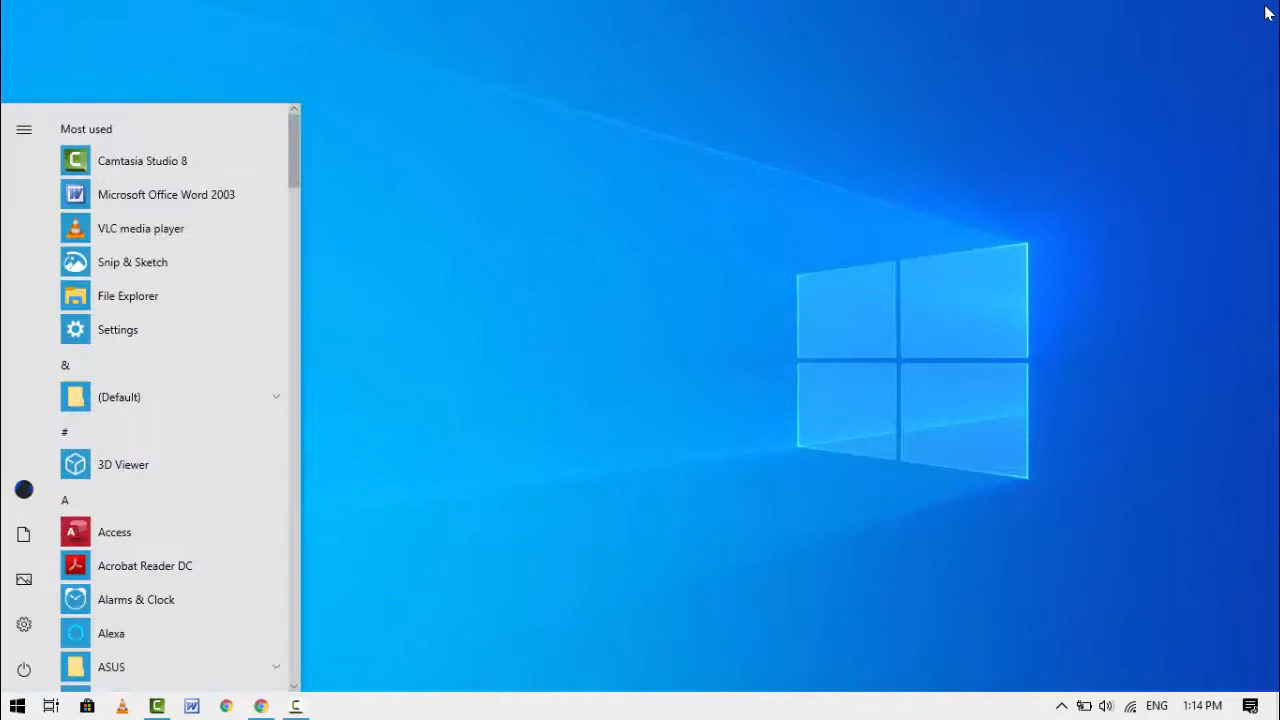 Most used
Camtasia Studio 8
Microsoft Office Word 2003
VLC media player
Snip & Sketch
File Explorer
Settings
&
(Default)
#
3D Viewer
A
Access
Acrobat Reader DC
Alarms & Clock
Alexa
ASUS
ENG
1:14 PM